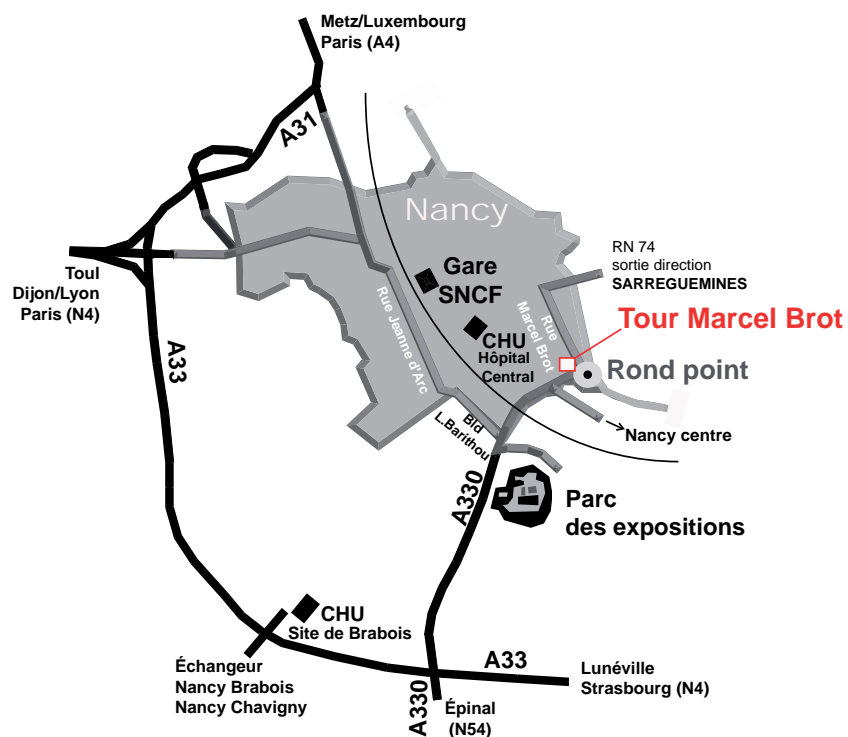 Metz/Luxembourg
Paris (A4)
A31
Nancy
RN 74
sortie direction
SARREGUEMINES
Toul
Dijon/Lyon
Paris (N4)
Gare
SNCF
Rue
Marcel Brot
Tour Marcel Brot
Rue Jeanne d'Arc
CHU
Hôpital
Central
Rond point
A33
Bld
L.Barithou
Nancy centre
A330
Parc
des expositions
CHU
Site de Brabois
Échangeur
Nancy Brabois
Nancy Chavigny
A33
Lunéville
Strasbourg (N4)
A330
Épinal
(N54)